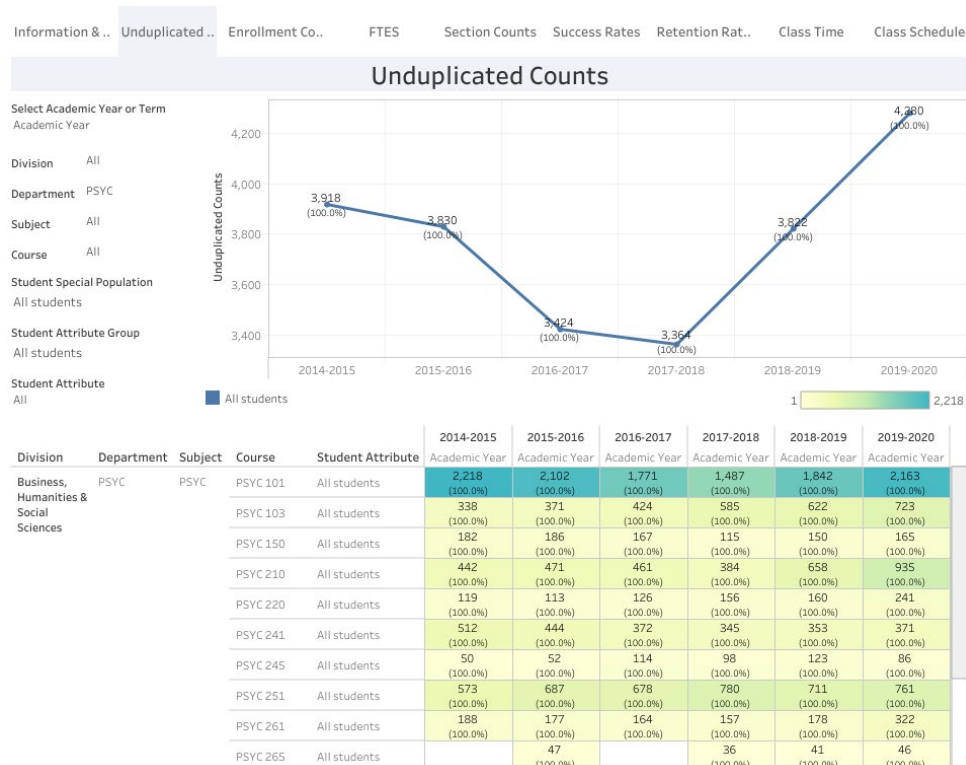 Information & .. Unduplicated .. Enrollment Co.. FTES Section Counts Success Rates Retention Rat.. Class Time Class Schedule
Unduplicated Counts
Select Academic Year or Term
Academic Year
Division All
Department PSYC
Subject All
Course All
Student Special Population
All students
Student Attribute Group
All students
Student Attribute
All
Unduplicated Counts
4,200
4,000
3,800
3,600
3,400
3,918
(100.0%)
3,830
(100.0%)
3,424
(100.0%)
3,364
(100.0%)
3,822
(100.0%)
4,280
(100.0%)
2014-2015 2015-2016 2016-2017 2017-2018 2018-2019 2019-2020
All students
1 2,218
2014-2015 2015-2016 2016-2017 2017-2018 2018-2019 2019-2020
Division Department Subject Course Student Attribute Academic Year Academic Year Academic Year Academic Year Academic Year Academic Year
Business,
Humanities &
Social
Sciences
PSYC PSYC
PSYC 101 All students 2,218 2,102 1,771 1,487 1,842 2,163
(100.0%) (100.0%) (100.0%) (100.0%) (100.0%) (100.0%)
PSYC 103 All students 338 371 424 585 622 723
(100.0%) (100.0%) (100.0%) (100.0%) (100.0%) (100.0%)
PSYC 150 All students 182 186 167 115 150 165
(100.0%) (100.0%) (100.0%) (100.0%) (100.0%) (100.0%)
PSYC 210 All students 442 471 461 384 658 935
(100.0%) (100.0%) (100.0%) (100.0%) (100.0%) (100.0%)
PSYC 220 All students 119 113 126 156 160 241
(100.0%) (100.0%) (100.0%) (100.0%) (100.0%) (100.0%)
PSYC 241 All students 512 444 372 345 353 371
(100.0%) (100.0%) (100.0%) (100.0%) (100.0%) (100.0%)
PSYC 245 All students 50 52 114 98 123 86
(100.0%) (100.0%) (100.0%) (100.0%) (100.0%) (100.0%)
PSYC 251 All students 573 687 678 780 711 761
(100.0%) (100.0%) (100.0%) (100.0%) (100.0%) (100.0%)
PSYC 261 All students 188 177 164 157 178 322
(100.0%) (100.0%) (100.0%) (100.0%) (100.0%) (100.0%)
PSYC 265 All students 47 36 41 46
(100.0%) (100.0%) (100.0%) (100.0%)